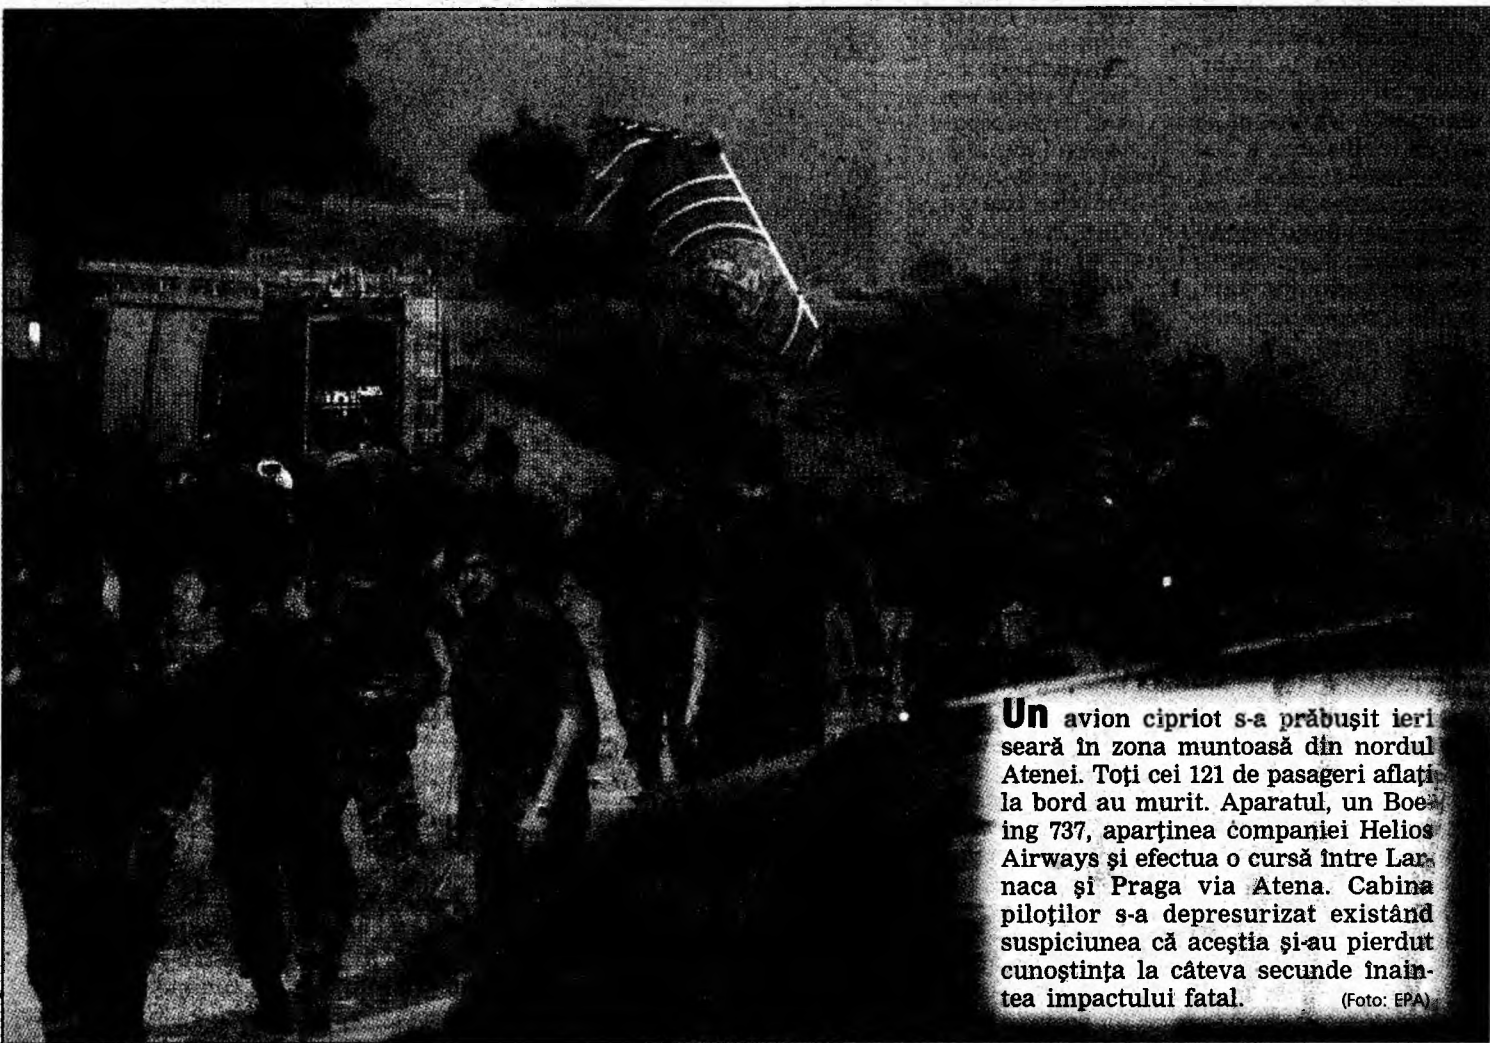 Un avion cipriot s-a prăbușit ieri
seară în zona muntoasă din nordul
Atenei. Toți cei 121 de pasageri aflați
la bord au murit. Aparatul, un Boe-
ing 737, aparținea companiei Helios
Airways și efectua o cursă între Lar-
naca și Praga via Atena. Cabina
piloților s-a depresurizat existând
suspiciunea că aceștia și-au pierdut
cunoștința la câteva secunde înain-
tea impactului fatal. (Foto: EPA)